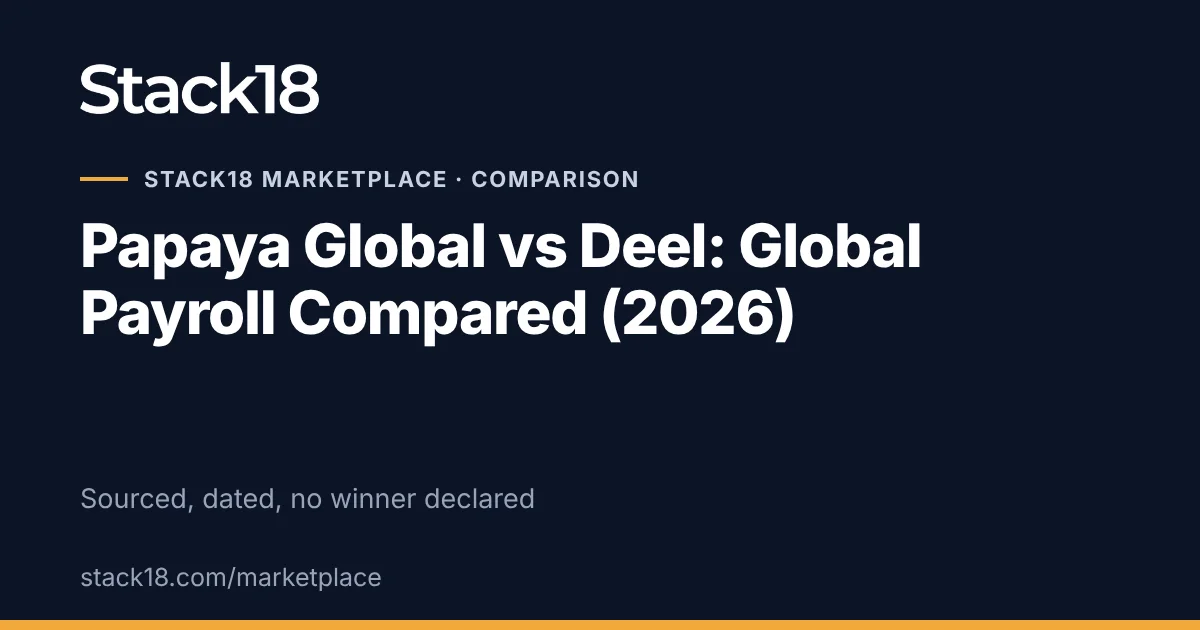 Stack18
STACK18 MARKETPLACE · COMPARISON
Papaya Global vs Deel: Global
Payroll Compared (2026)
Sourced, dated, no winner declared
stack18.com/marketplace